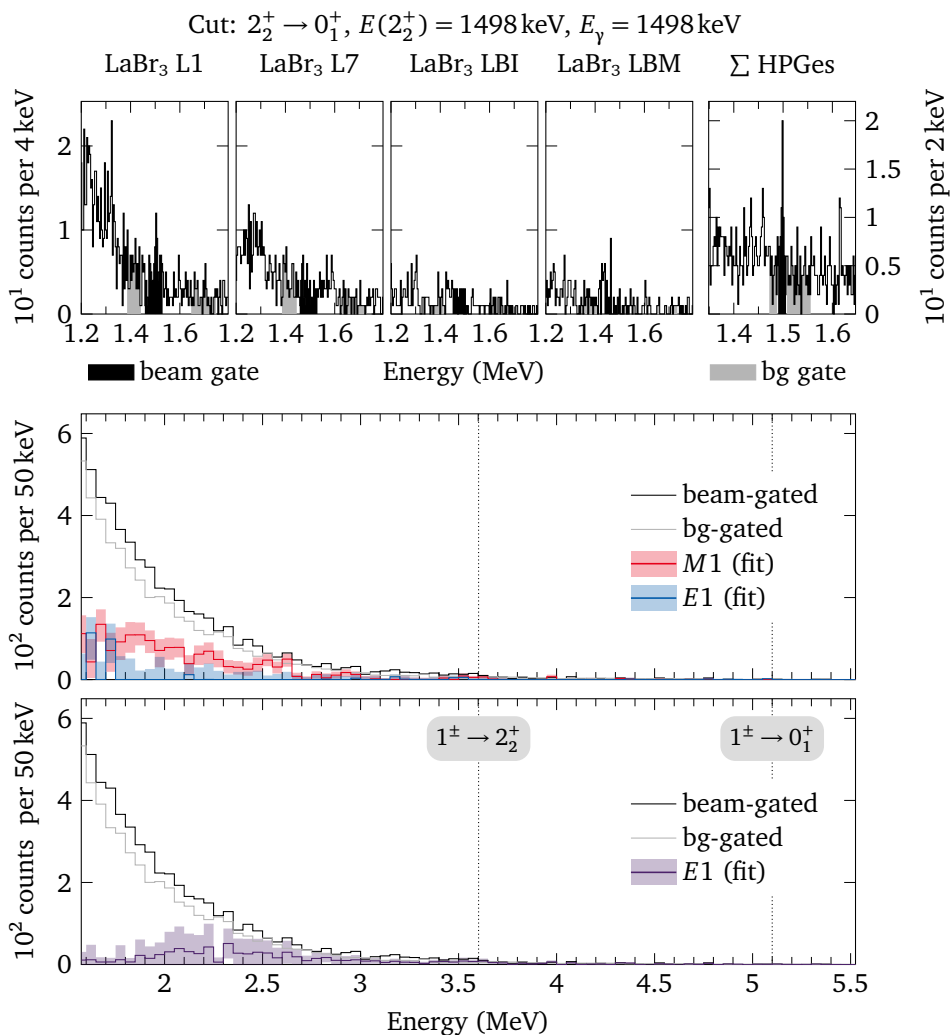 Cut: 2₂⁺ → 0₁⁺, E(2₂⁺) = 1498 keV, Eγ = 1498 keV
LaBr₃ L1 LaBr₃ L7 LaBr₃ LBI LaBr₃ LBM ∑ HPGes
10¹ counts per 4 keV
2
1
0
1.2 1.4 1.6
1.2 1.4 1.6
1.2 1.4 1.6
1.2 1.4 1.6
1.4 1.5 1.6
2
1.5
1
0.5
0
10¹ counts per 2 keV
beam gate Energy (MeV) bg gate
10² counts per 50 keV
6
4
2
0
beam-gated
bg-gated
M1 (fit)
E1 (fit)
10² counts per 50 keV
6
4
2
0
1± → 2₂⁺ 1± → 0₁⁺
beam-gated
bg-gated
E1 (fit)
2 2.5 3 3.5 4 4.5 5 5.5
Energy (MeV)